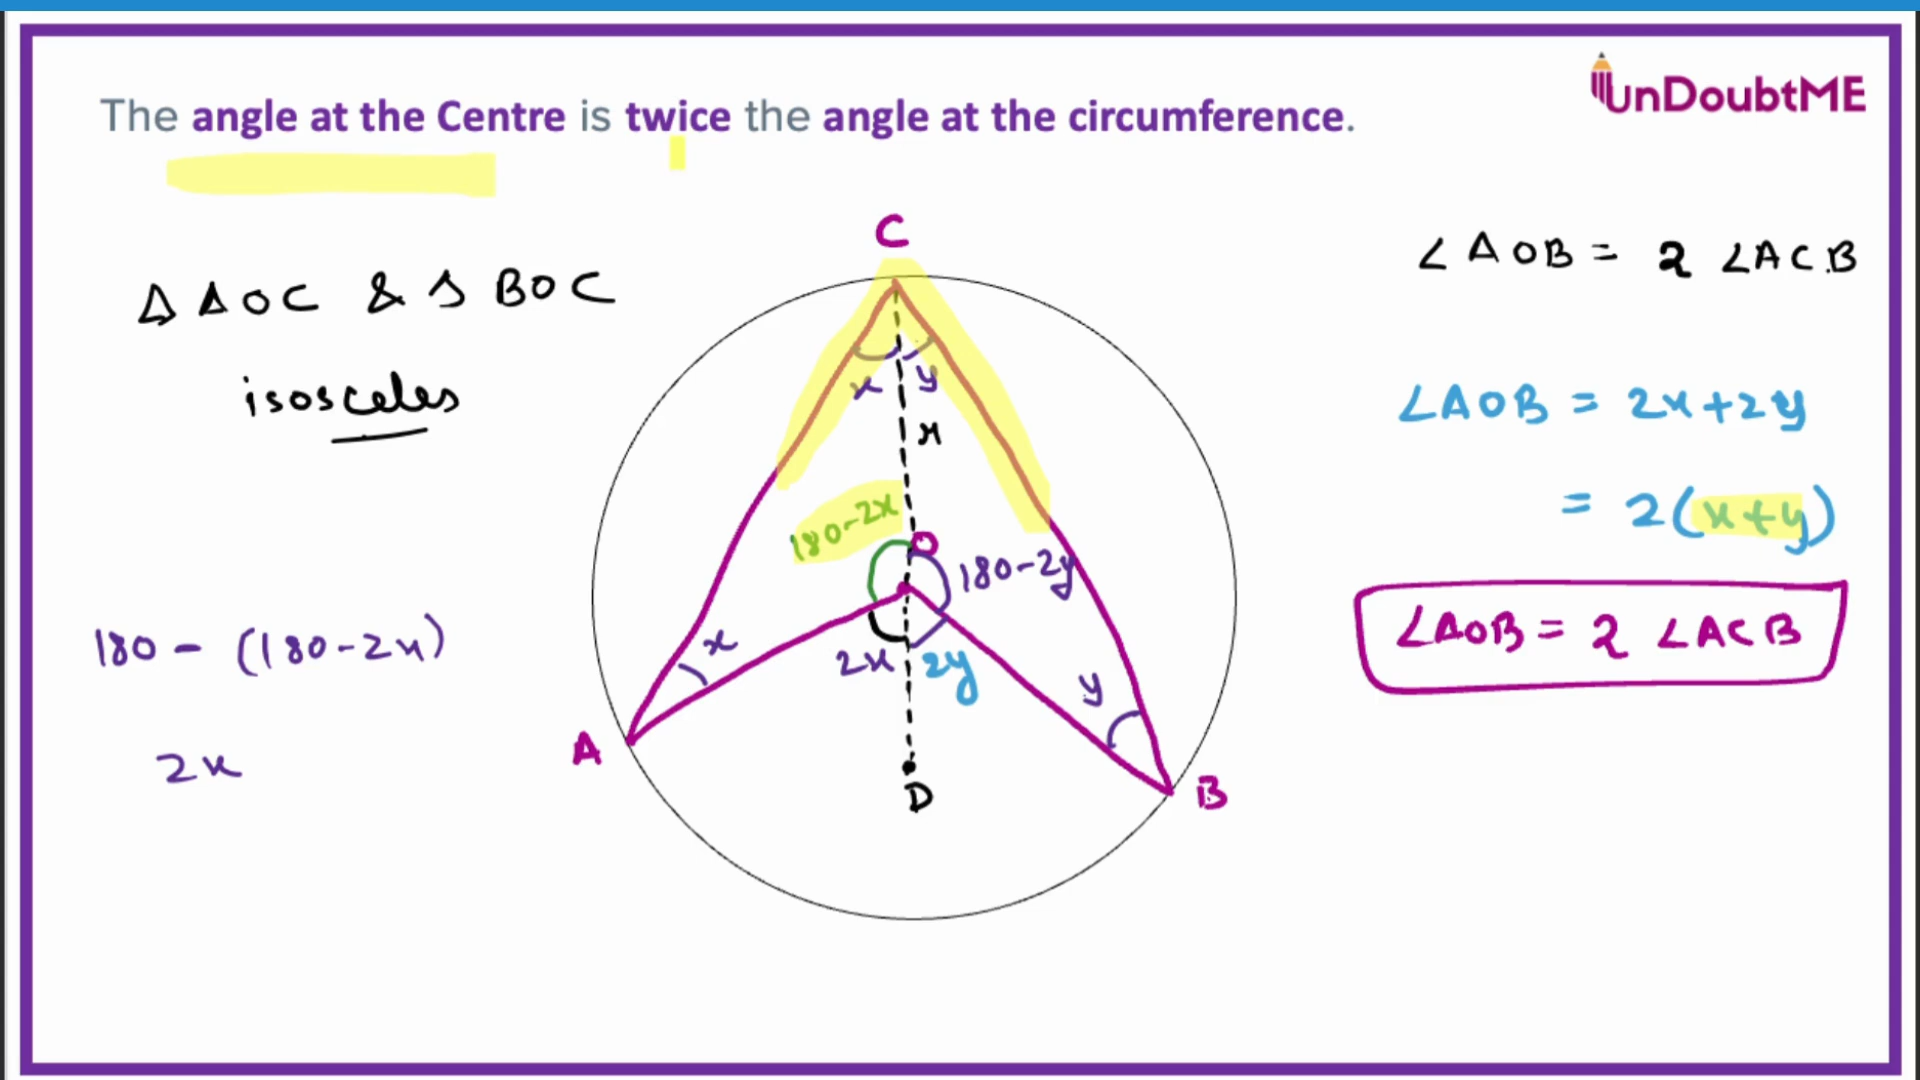 The angle at the Centre is twice the angle at the circumference.
UnDoubtME
Δ AOC & Δ BOC
isosceles
180 - (180-2x)
2x
C
x y
r
180-2x
O
180-2y
x
2x 2y
y
A
D
B
∠AOB = 2 ∠ACB
∠AOB = 2x+2y
= 2(x+y)
∠AOB = 2 ∠ACB